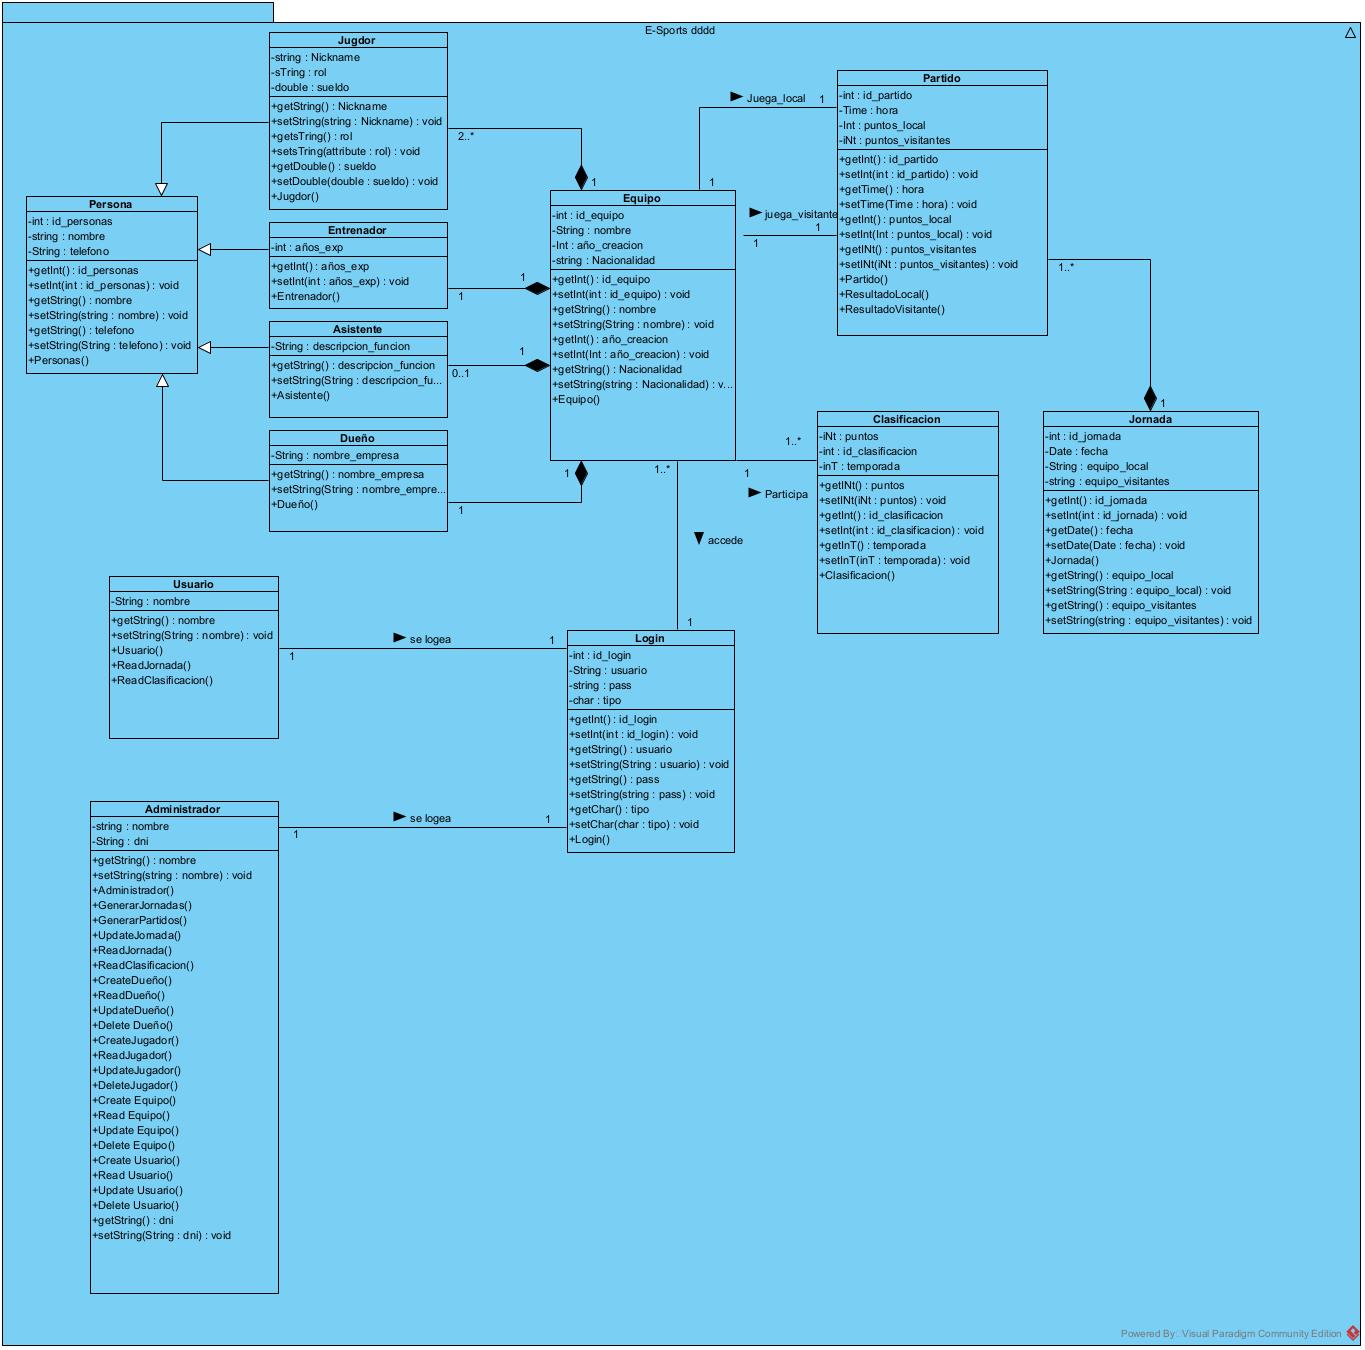 E-Sports dddd
Jugdor
-string : Nickname
-sTring : rol
-double : sueldo
+getString() : Nickname
+setString(string : Nickname) : void
+getsTring() : rol
+setsTring(attribute : rol) : void
+getDouble() : sueldo
+setDouble(double : sueldo) : void
+Jugdor()
2..*
1
Persona
-int : id_personas
-string : nombre
-String : telefono
+getInt() : id_personas
+setInt(int : id_personas) : void
+getString() : nombre
+setString(string : nombre) : void
+getString() : telefono
+setString(String : telefono) : void
+Personas()
Entrenador
-int : años_exp
+getInt() : años_exp
+setInt(int : años_exp) : void
+Entrenador()
1
1
Asistente
-String : descripcion_funcion
+getString() : descripcion_funcion
+setString(String : descripcion_fu...
+Asistente()
1
0..1
Dueño
-String : nombre_empresa
+getString() : nombre_empresa
+setString(String : nombre_empre...
+Dueño()
1
1
Equipo
-int : id_equipo
-String : nombre
-Int : año_creacion
-string : Nacionalidad
+getInt() : id_equipo
+setInt(int : id_equipo) : void
+getString() : nombre
+setString(String : nombre) : void
+getInt() : año_creacion
+setInt(Int : año_creacion) : void
+getString() : Nacionalidad
+setString(string : Nacionalidad) : v...
+Equipo()
Juega_local
1
1
juega_visitante
1
1
Partido
-int : id_partido
-Time : hora
-Int : puntos_local
-iNt : puntos_visitantes
+getInt() : id_partido
+setInt(int : id_partido) : void
+getTime() : hora
+setTime(Time : hora) : void
+getInt() : puntos_local
+setInt(Int : puntos_local) : void
+getINt() : puntos_visitantes
+setINt(iNt : puntos_visitantes) : void
+Partido()
+ResultadoLocal()
+ResultadoVisitante()
1..*
1
Clasificacion
-iNt : puntos
-int : id_clasificacion
-inT : temporada
+getINt() : puntos
+setINt(iNt : puntos) : void
+getInt() : id_clasificacion
+setInt(int : id_clasificacion) : void
+getInT() : temporada
+setInT(inT : temporada) : void
+Clasificacion()
1..*
1
Participa
Jornada
-int : id_jornada
-Date : fecha
-String : equipo_local
-string : equipo_visitantes
+getInt() : id_jornada
+setInt(int : id_jornada) : void
+getDate() : fecha
+setDate(Date : fecha) : void
+Jornada()
+getString() : equipo_local
+setString(String : equipo_local) : void
+getString() : equipo_visitantes
+setString(string : equipo_visitantes) : void
1..*
accede
1
Usuario
-String : nombre
+getString() : nombre
+setString(String : nombre) : void
+Usuario()
+ReadJornada()
+ReadClasificacion()
se logea
1
1
Login
-int : id_login
-String : usuario
-string : pass
-char : tipo
+getInt() : id_login
+setInt(int : id_login) : void
+getString() : usuario
+setString(String : usuario) : void
+getString() : pass
+setString(string : pass) : void
+getChar() : tipo
+setChar(char : tipo) : void
+Login()
Administrador
-string : nombre
-String : dni
+getString() : nombre
+setString(string : nombre) : void
+Administrador()
+GenerarJornadas()
+GenerarPartidos()
+UpdateJornada()
+ReadJornada()
+ReadClasificacion()
+CreateDueño()
+ReadDueño()
+UpdateDueño()
+Delete Dueño()
+CreateJugador()
+ReadJugador()
+UpdateJugador()
+DeleteJugador()
+Create Equipo()
+Read Equipo()
+Update Equipo()
+Delete Equipo()
+Create Usuario()
+Read Usuario()
+Update Usuario()
+Delete Usuario()
+getString() : dni
+setString(String : dni) : void
se logea
1
1
Powered By: Visual Paradigm Community Edition